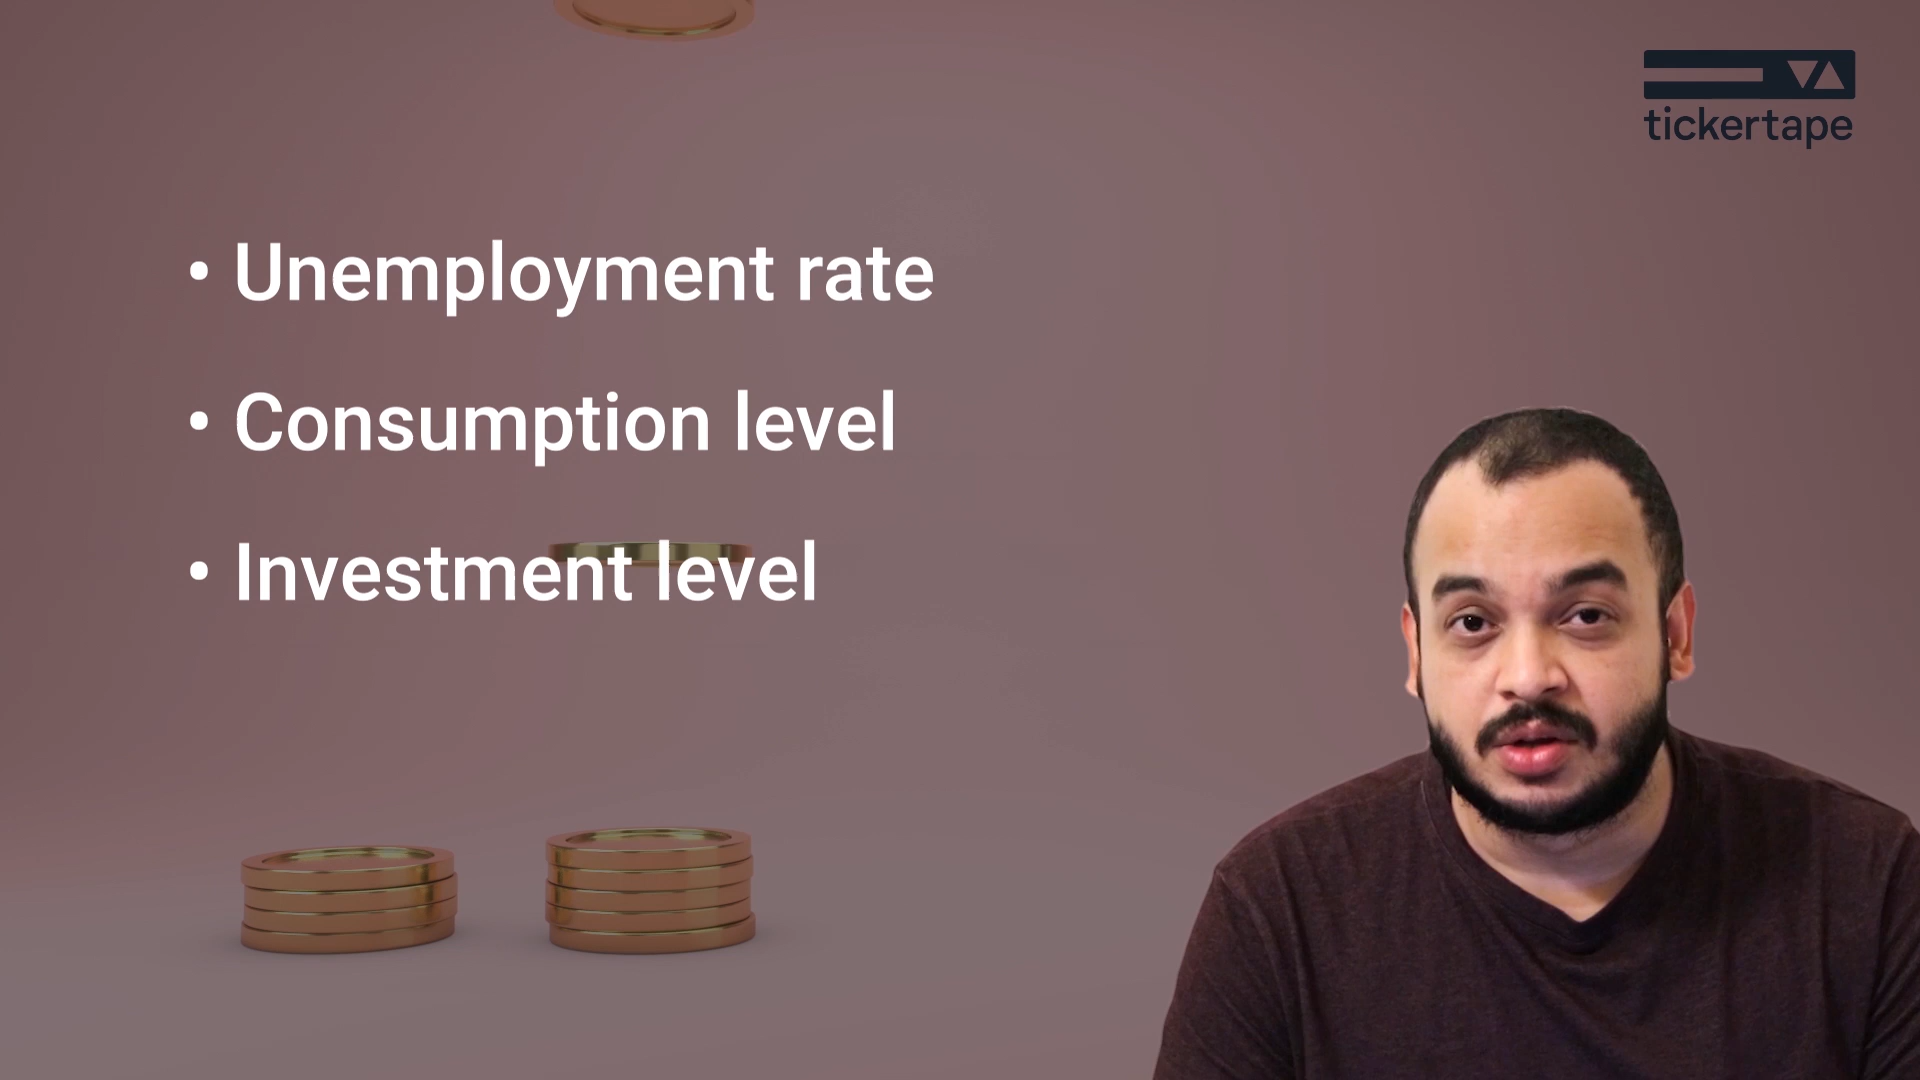 tickertape
• Unemployment rate
• Consumption level
• Investment level